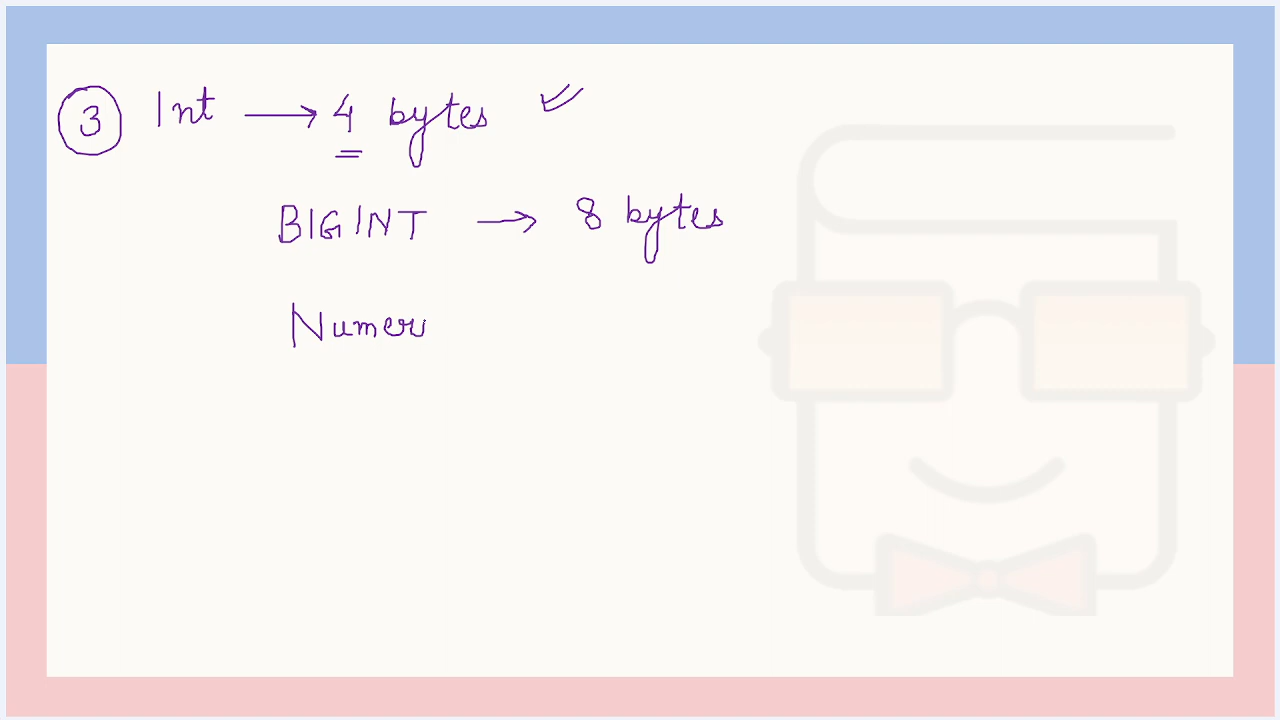 3 Int → 4 bytes ✓
BIGINT → 8 bytes
Numeri